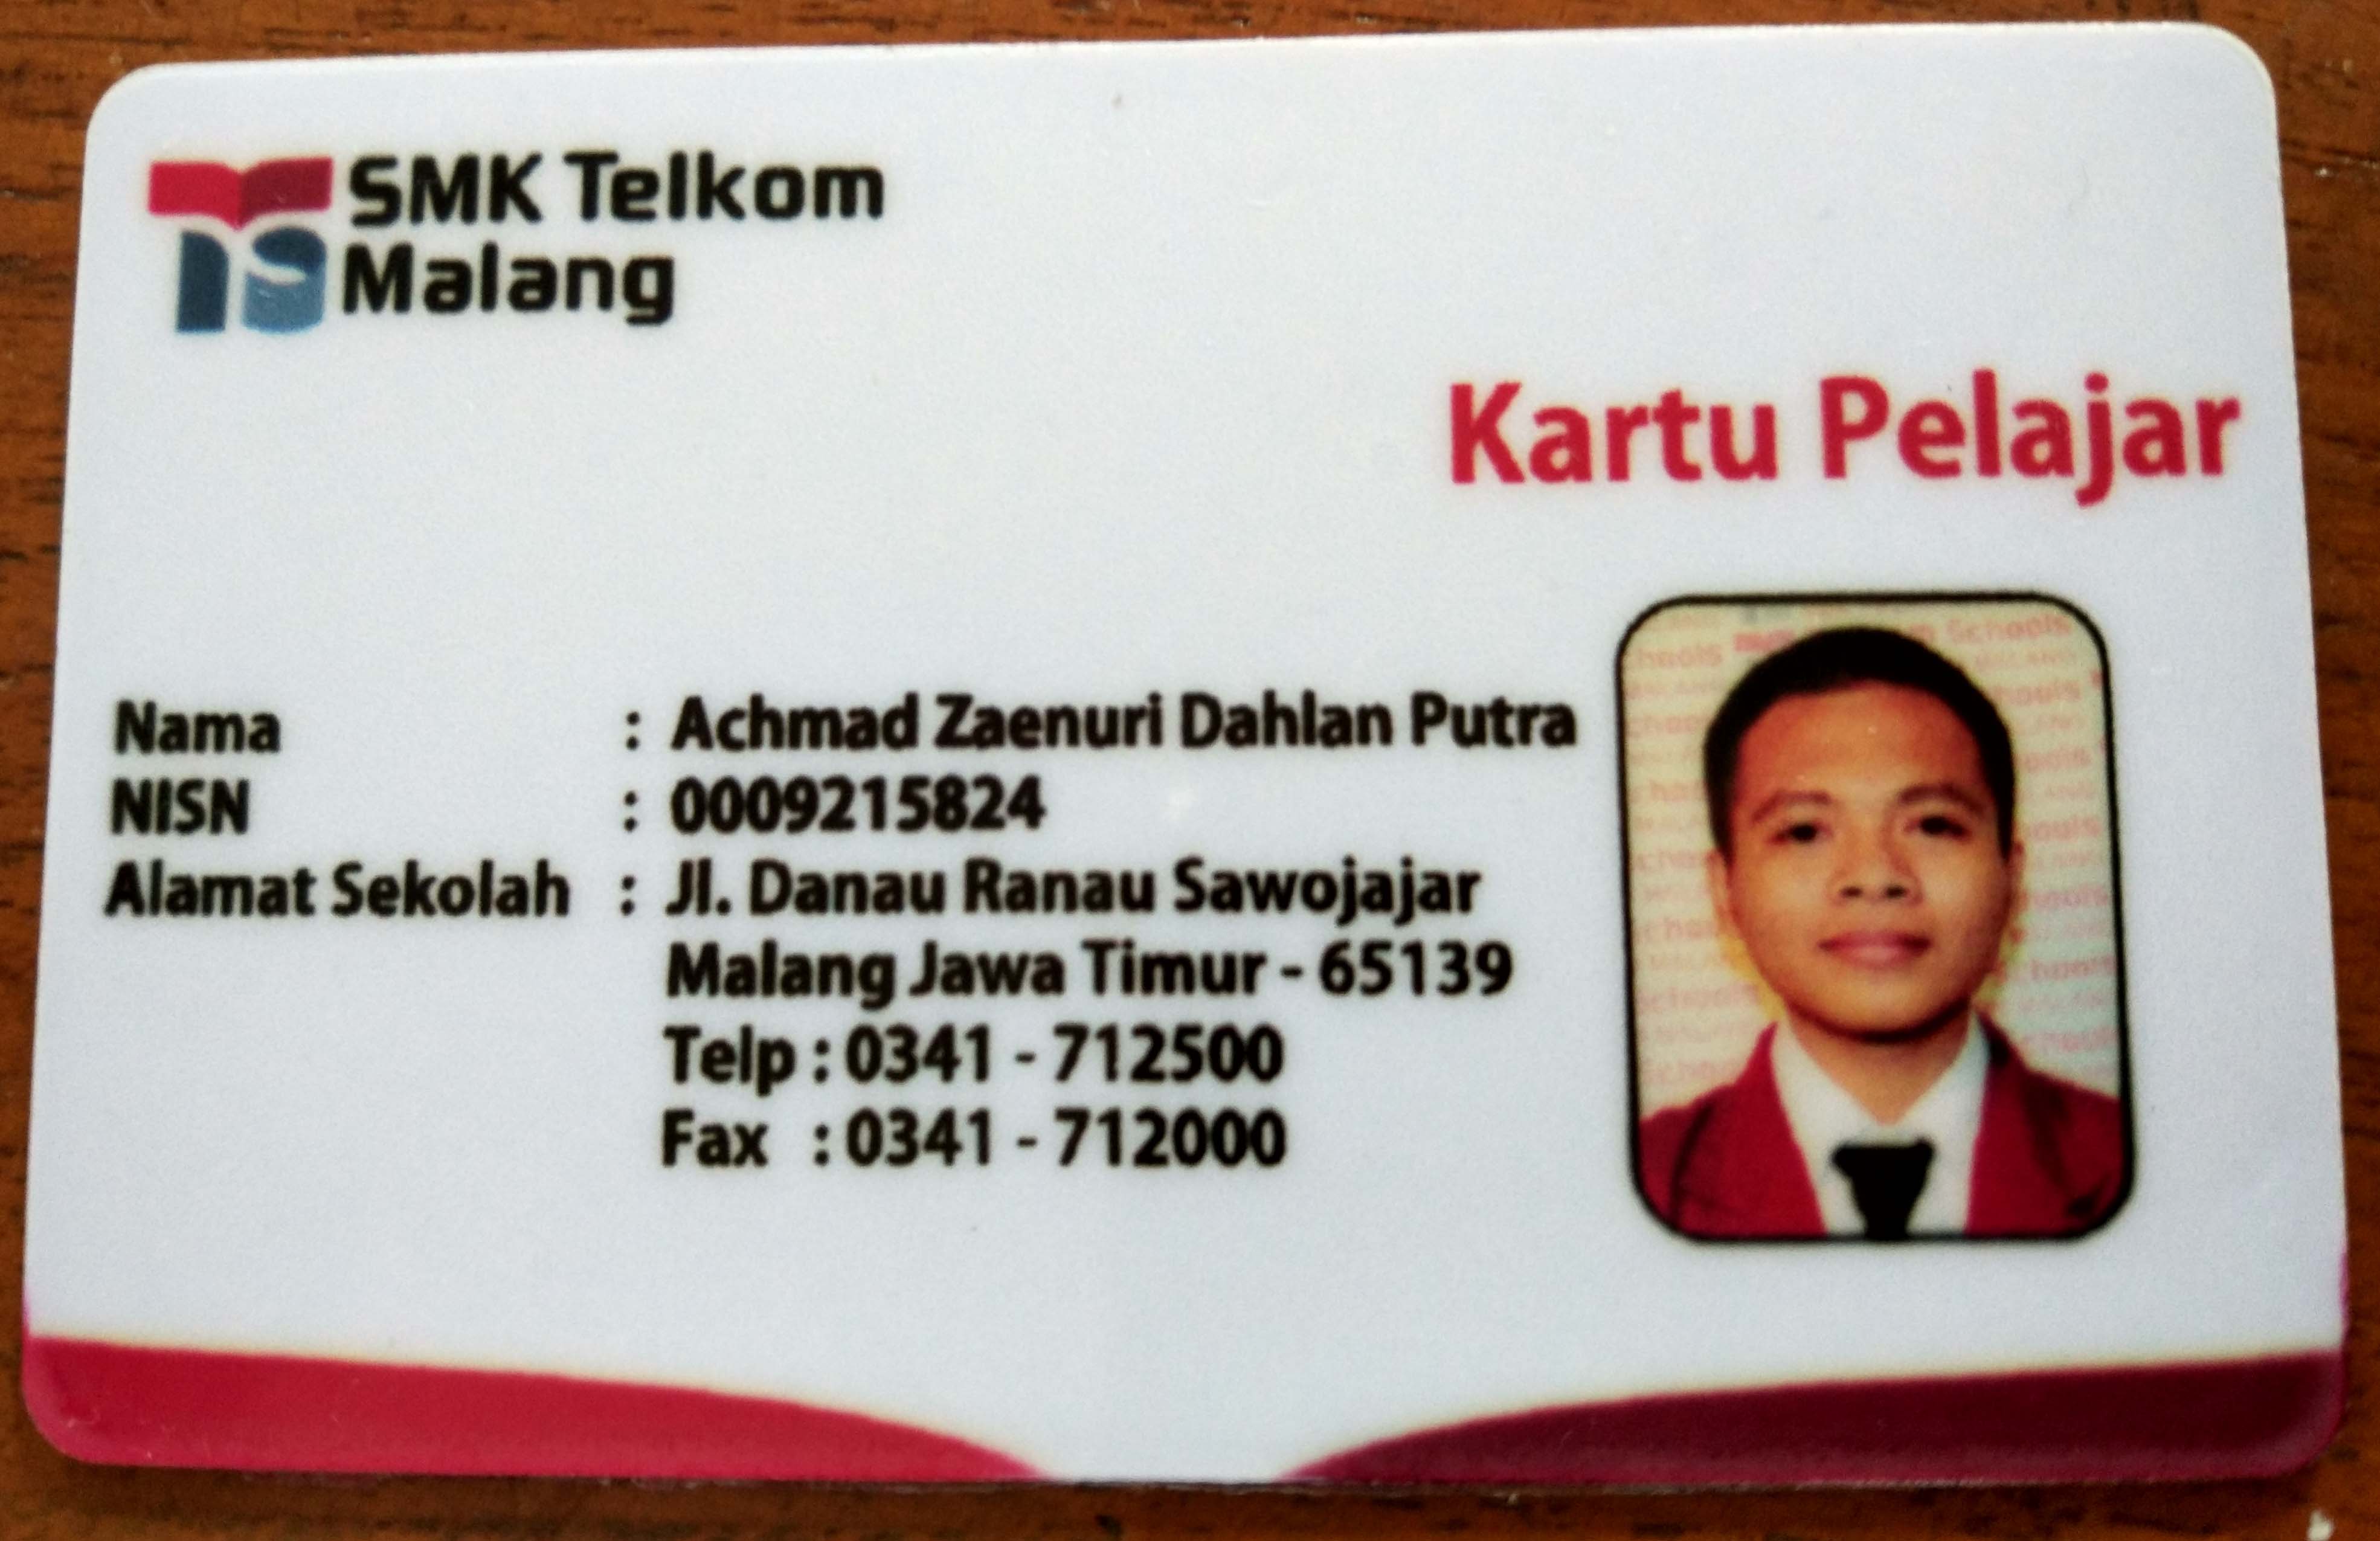 SMK Telkom
Malang
Kartu Pelajar
Nama : Achmad Zaenuri Dahlan Putra
NISN : 0009215824
Alamat Sekolah : Jl. Danau Ranau Sawojajar
Malang Jawa Timur - 65139
Telp : 0341 - 712500
Fax : 0341 - 712000